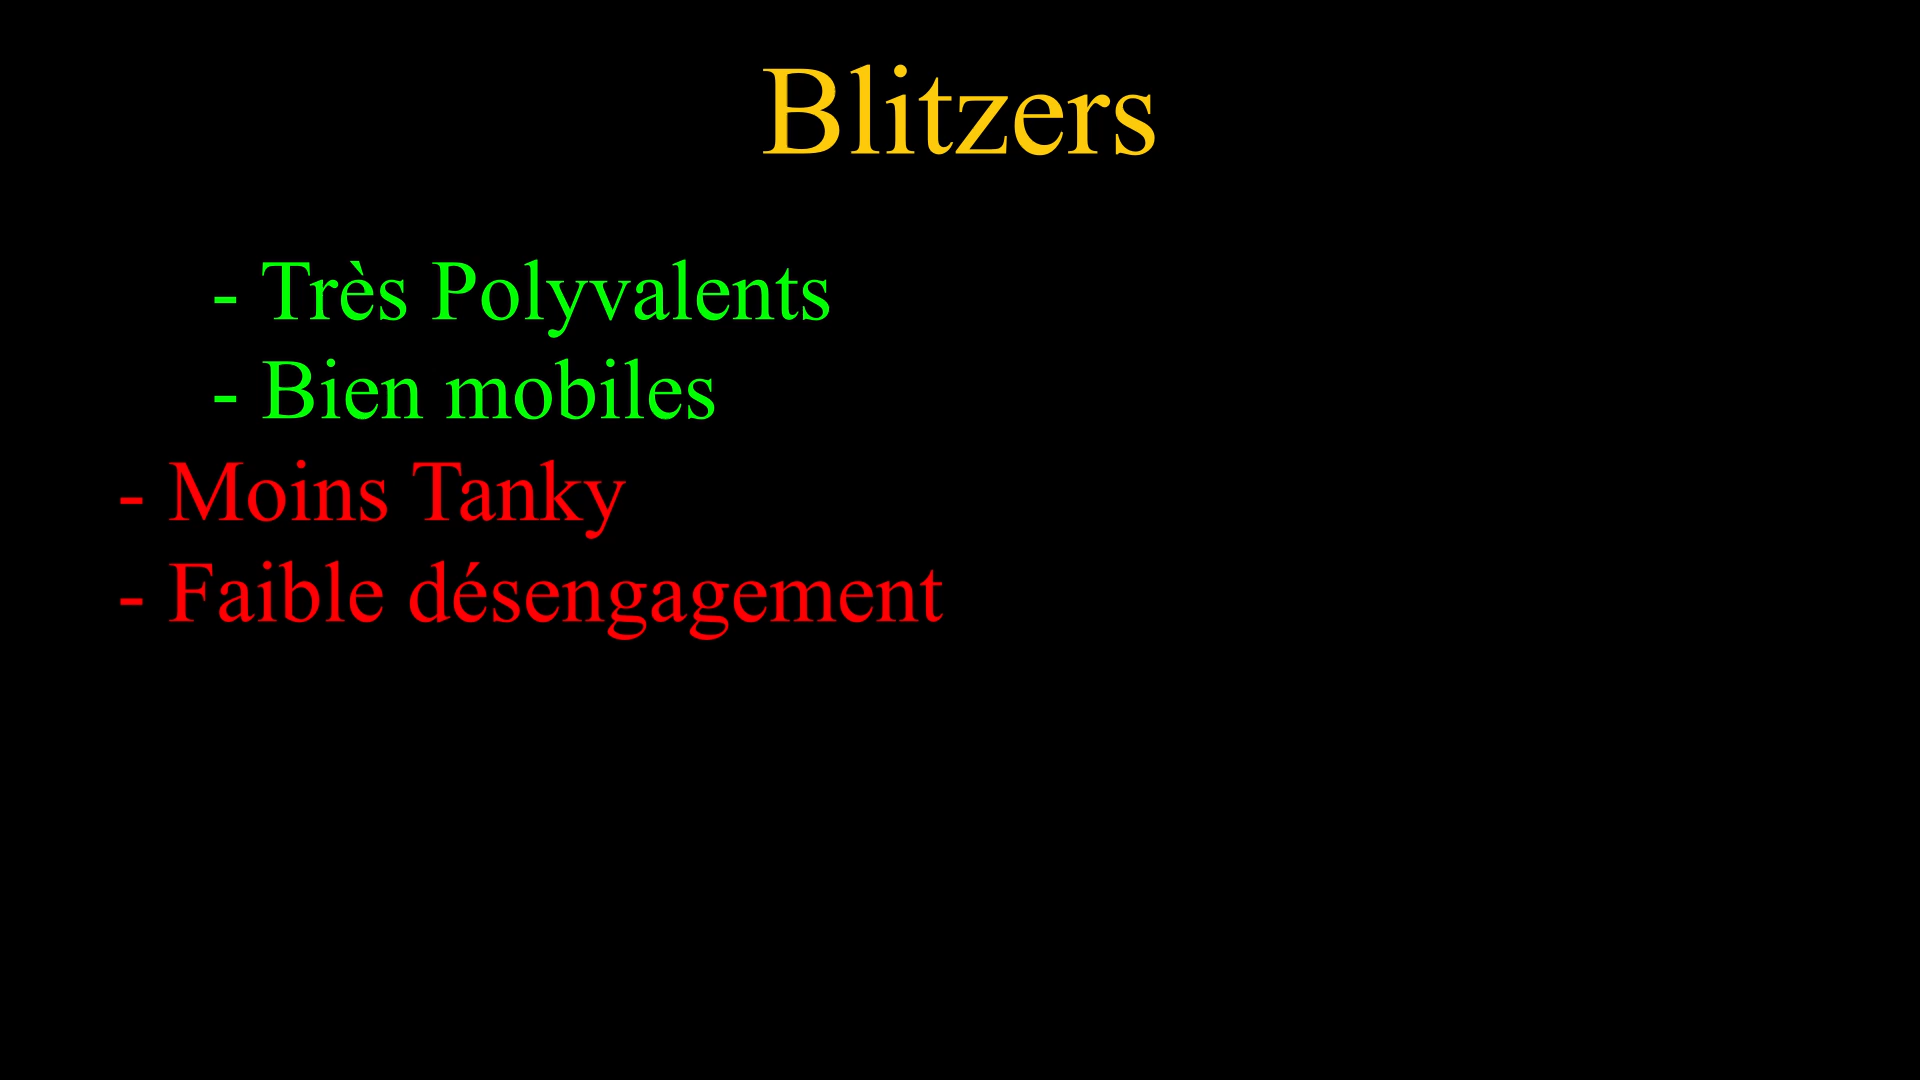 Blitzers
- Très Polyvalents
- Bien mobiles
- Moins Tanky
- Faible désengagement